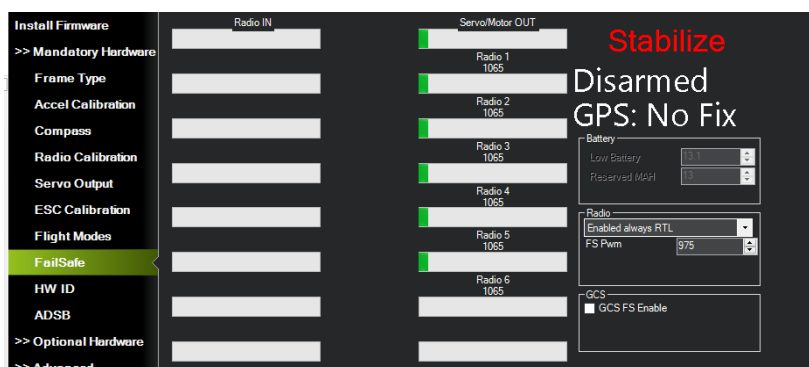 Install Firmware
>> Mandatory Hardware
Frame Type
Accel Calibration
Compass
Radio Calibration
Servo Output
ESC Calibration
Flight Modes
FailSafe
HW ID
ADSB
>> Optional Hardware
>> Advanced
Radio IN
Servo/Motor OUT
Radio 1
1065
Radio 2
1065
Radio 3
1065
Radio 4
1065
Radio 5
1065
Radio 6
1065
Stabilize
Disarmed
GPS: No Fix
Battery
Low Battery 13.1
Reserved MAH 13
Radio
Enabled always RTL
FS Pwm 975
GCS
GCS FS Enable